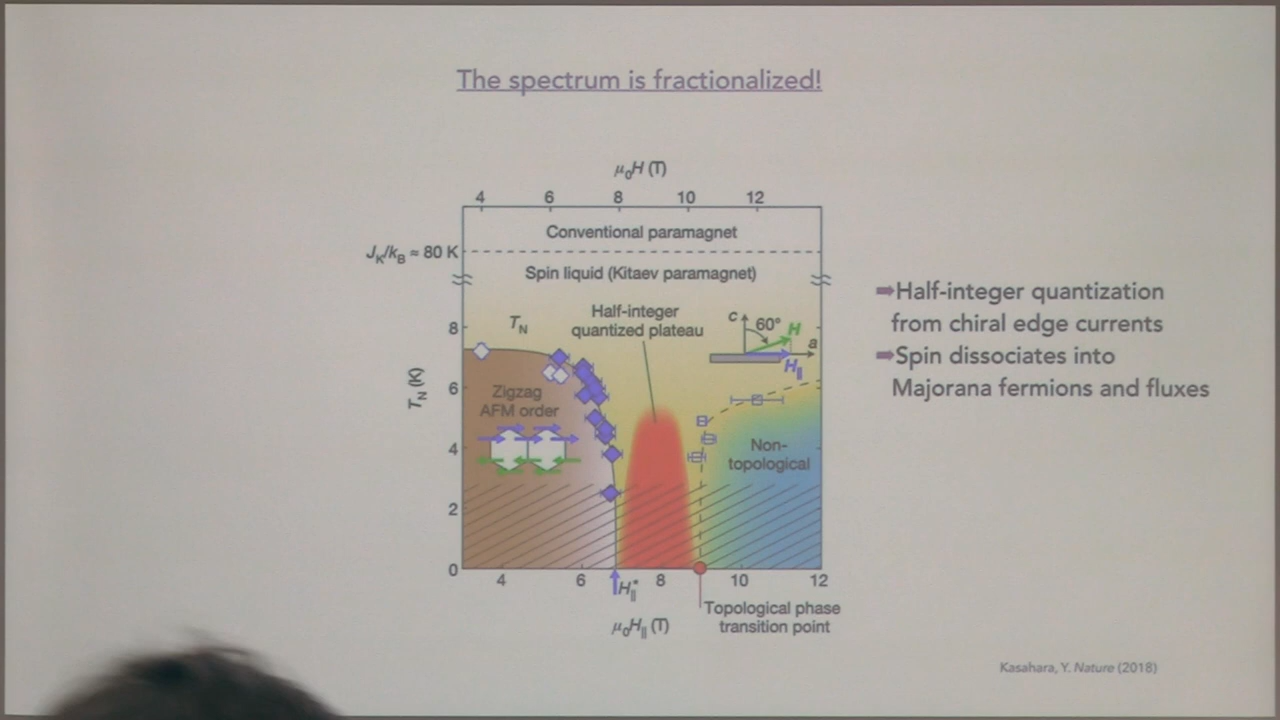 The spectrum is fractionalized!
μ₀H (T)
4 6 8 10 12
Conventional paramagnet
J_K/k_B ≈ 80 K
Spin liquid (Kitaev paramagnet)
Half-integer
quantized plateau
T_N
c 60° H
a
H_||
8
6
4
2
0
T_N (K)
Zigzag
AFM order
Non-
topological
4 6 8 10 12
H*_||
μ₀H_|| (T)
Topological phase
transition point
➡Half-integer quantization
from chiral edge currents
➡Spin dissociates into
Majorana fermions and fluxes
Kasahara, Y. Nature (2018)